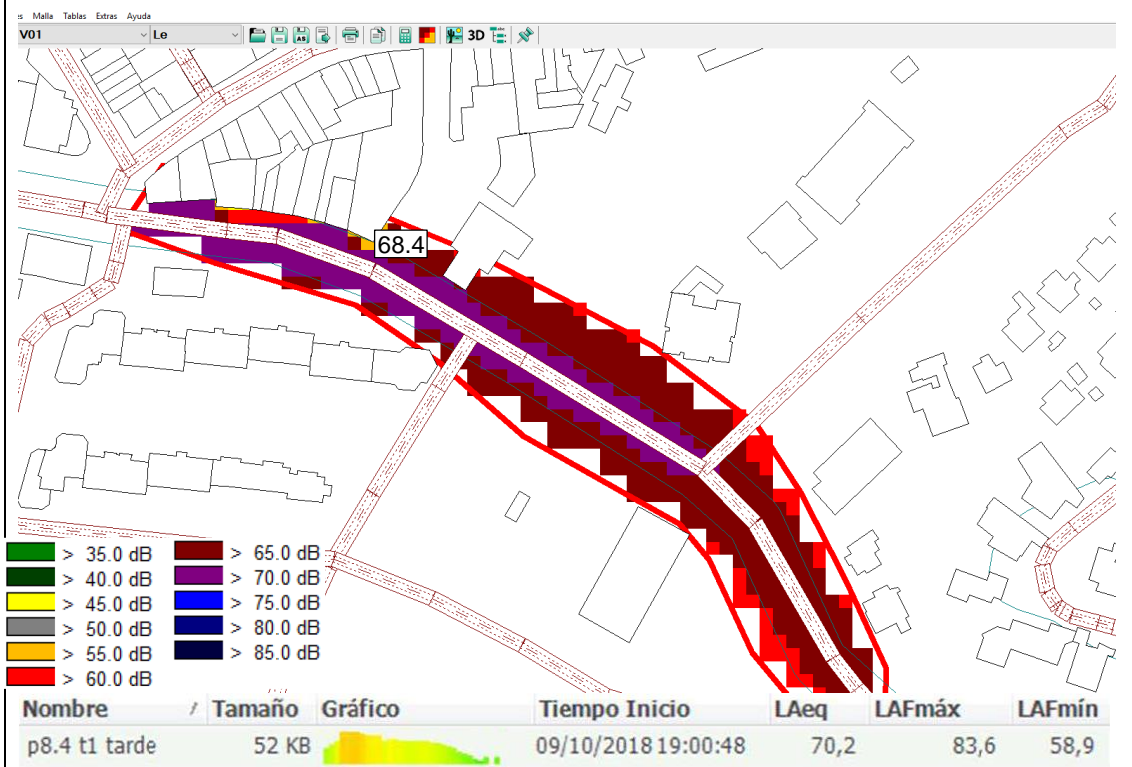 es Malla Tablas Extras Ayuda
V01 Le AS 3D
68.4
> 35.0 dB > 65.0 dB
> 40.0 dB > 70.0 dB
> 45.0 dB > 75.0 dB
> 50.0 dB > 80.0 dB
> 55.0 dB > 85.0 dB
> 60.0 dB
Nombre / Tamaño Gráfico Tiempo Inicio LAeq LAFmáx LAFmín
p8.4 t1 tarde 52 KB 09/10/2018 19:00:48 70,2 83,6 58,9